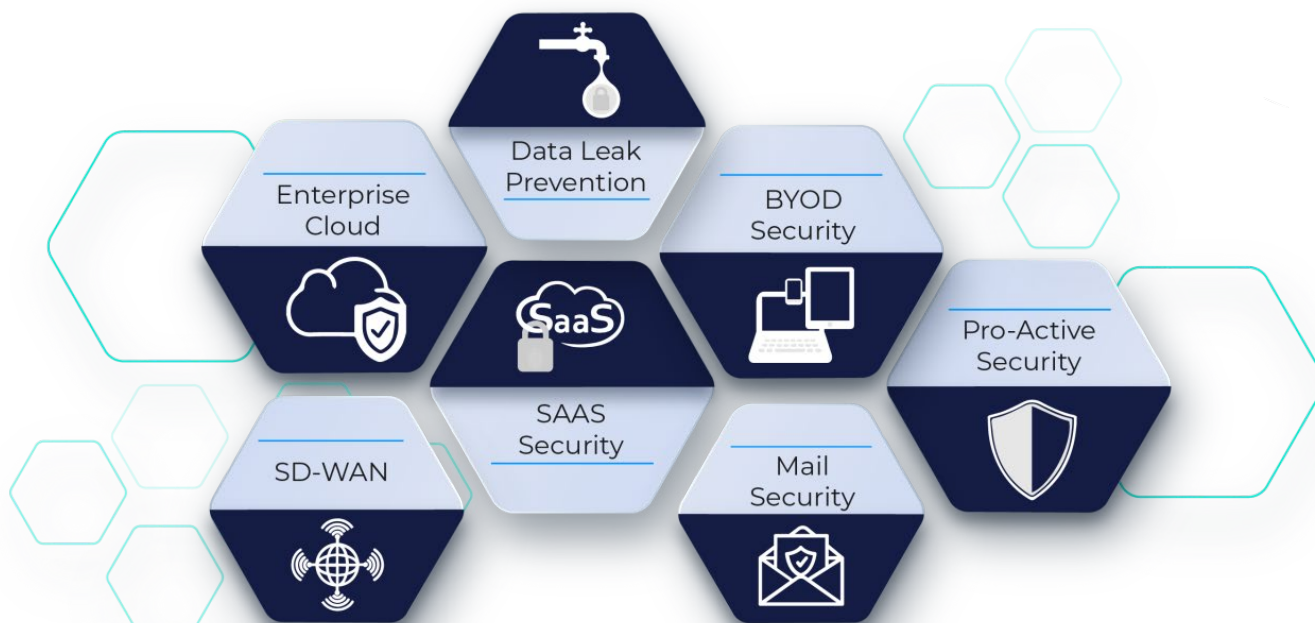 Data Leak
Prevention
Enterprise
Cloud
BYOD
Security
SaaS
Pro-Active
Security
SAAS
Security
SD-WAN
Mail
Security